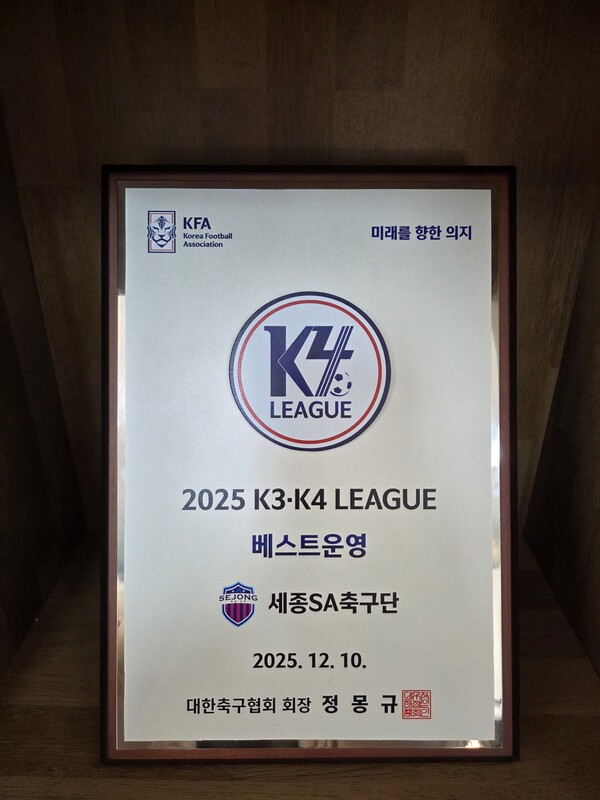 KFA
Korea Football
Association
미래를 향한 의지
K4
LEAGUE
2025 K3·K4 LEAGUE
베스트운영
SEJONG
세종SA축구단
2025. 12. 10.
대한축구협회 회장 정 몽 규